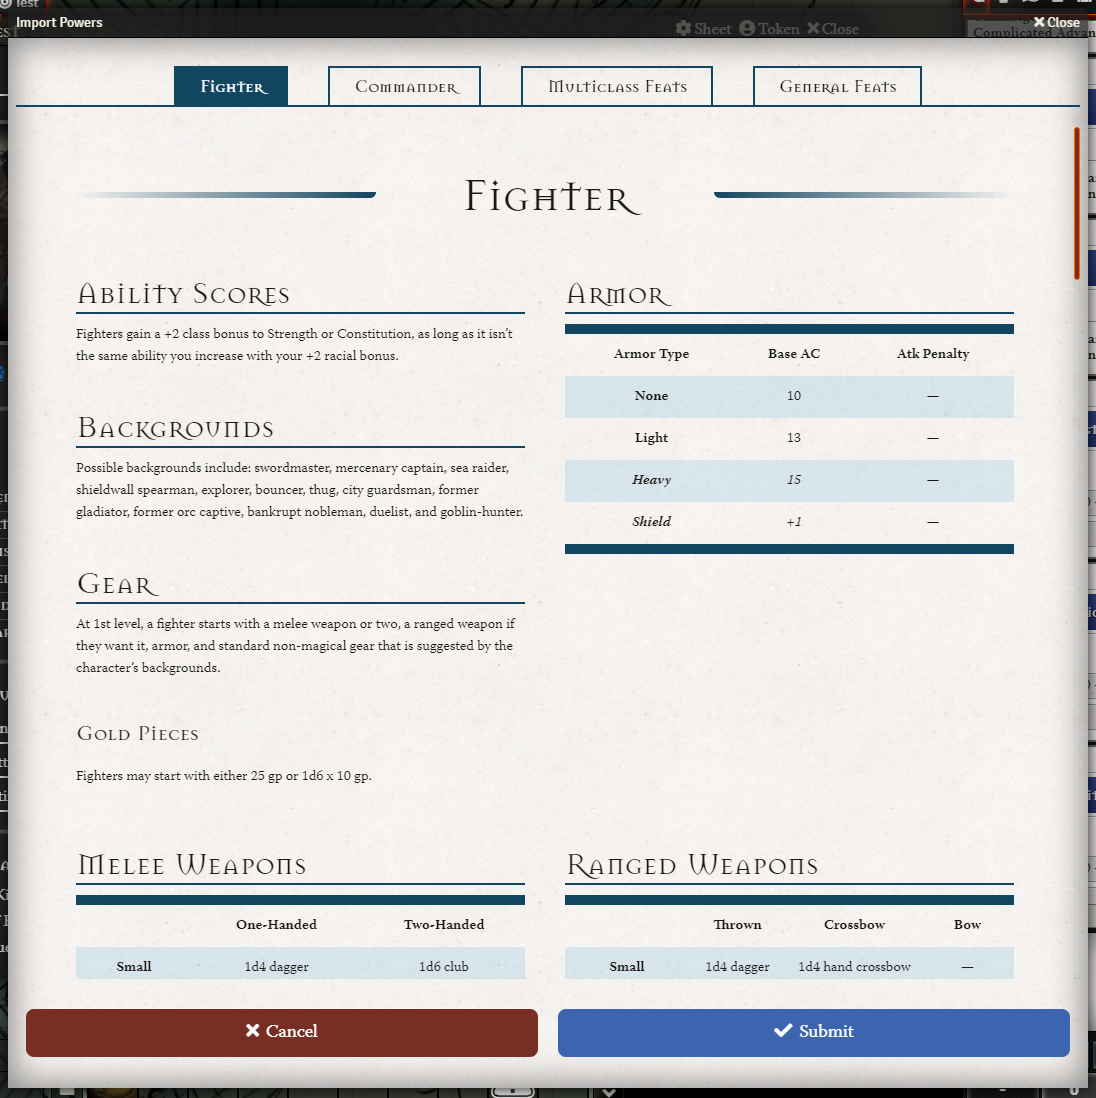 Test
Import Powers
Sheet Token Close
Close
Complicated Advan
Fighter
Commander
Multiclass Feats
General Feats
Fighter
Ability Scores
Fighters gain a +2 class bonus to Strength or Constitution, as long as it isn't
the same ability you increase with your +2 racial bonus.
Backgrounds
Possible backgrounds include: swordmaster, mercenary captain, sea raider,
shieldwall spearman, explorer, bouncer, thug, city guardsman, former
gladiator, former orc captive, bankrupt nobleman, duelist, and goblin-hunter.
Gear
At 1st level, a fighter starts with a melee weapon or two, a ranged weapon if
they want it, armor, and standard non-magical gear that is suggested by the
character's backgrounds.
Gold Pieces
Fighters may start with either 25 gp or 1d6 x 10 gp.
Armor
Armor Type Base AC Atk Penalty
None 10 —
Light 13 —
Heavy 15 —
Shield +1 —
Melee Weapons
One-Handed Two-Handed
Small 1d4 dagger 1d6 club
Ranged Weapons
Thrown Crossbow Bow
Small 1d4 dagger 1d4 hand crossbow —
Cancel
Submit